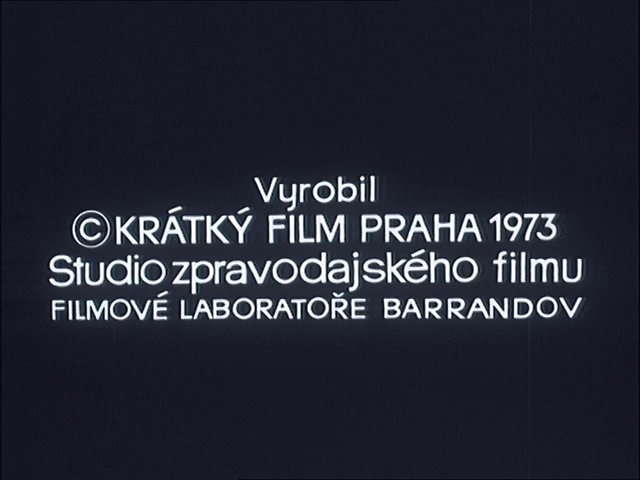 Vyrobil
© KRÁTKÝ FILM PRAHA 1973
Studio zpravodajského filmu
FILMOVÉ LABORATOŘE BARRANDOV